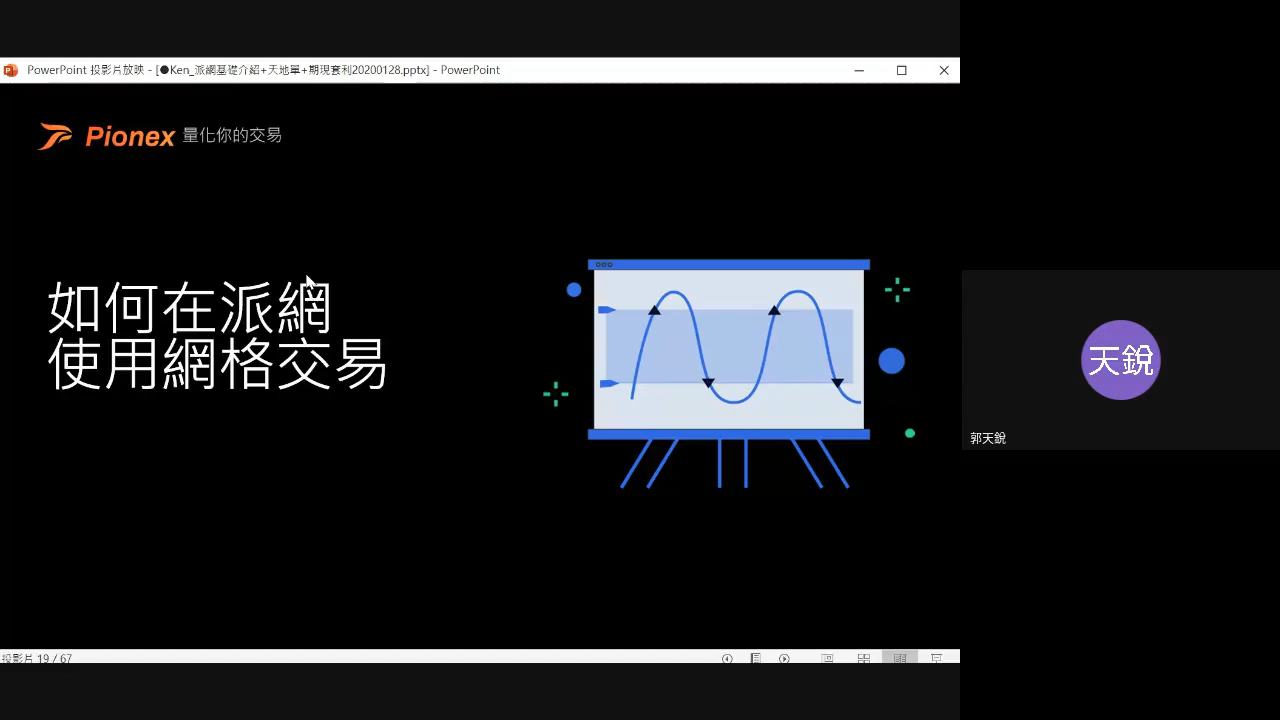 PowerPoint 投影片放映 - [●Ken_派網基礎介紹+天地單+期現套利20200128.pptx] - PowerPoint
Pionex 量化你的交易
如何在派網
使用網格交易
天銳
郭天銳
投影片 19 / 67